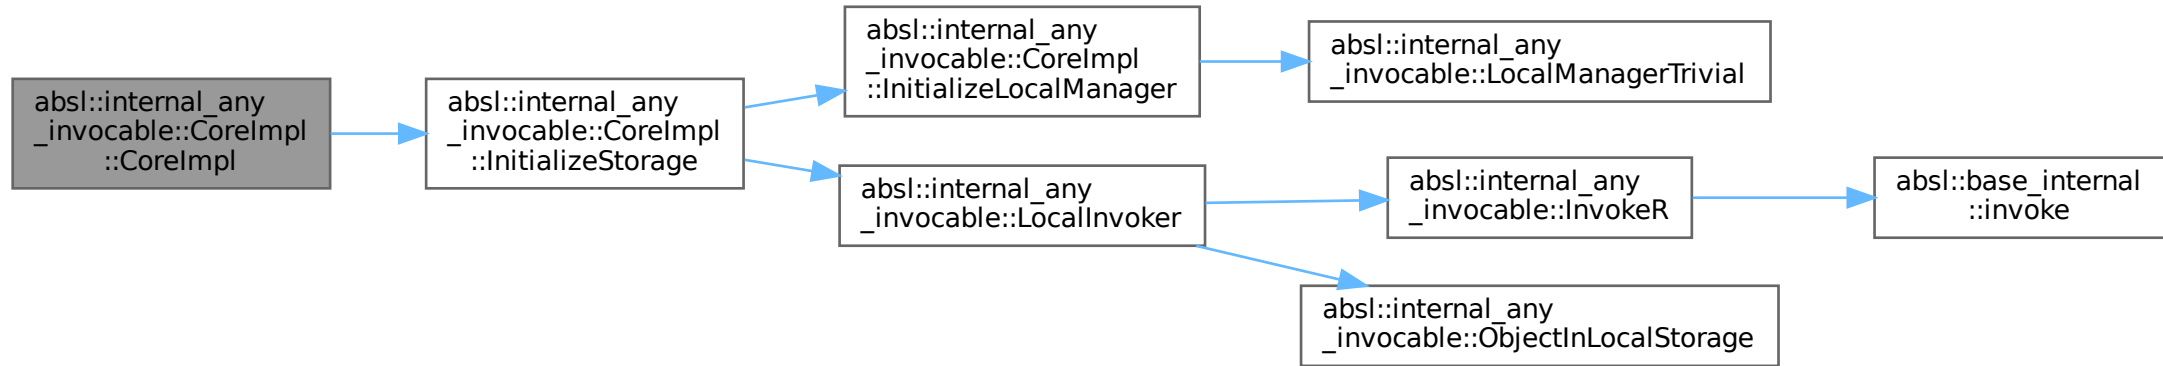 absl::internal_any
_invocable::CoreImpl
::CoreImpl
absl::internal_any
_invocable::CoreImpl
::InitializeStorage
absl::internal_any
_invocable::CoreImpl
::InitializeLocalManager
absl::internal_any
_invocable::LocalManagerTrivial
absl::internal_any
_invocable::LocalInvoker
absl::internal_any
_invocable::InvokeR
absl::base_internal
::invoke
absl::internal_any
_invocable::ObjectInLocalStorage